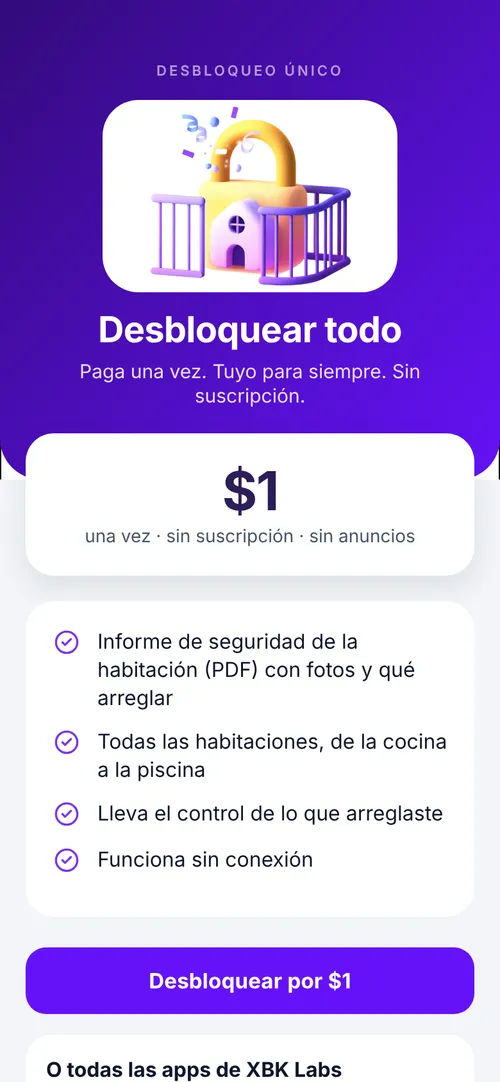 DESBLOQUEO ÚNICO
Desbloquear todo
Paga una vez. Tuyo para siempre. Sin
suscripción.
$1
una vez · sin suscripción · sin anuncios
Informe de seguridad de la
habitación (PDF) con fotos y qué
arreglar
Todas las habitaciones, de la cocina
a la piscina
Lleva el control de lo que arreglaste
Funciona sin conexión
Desbloquear por $1
O todas las apps de XBK Labs